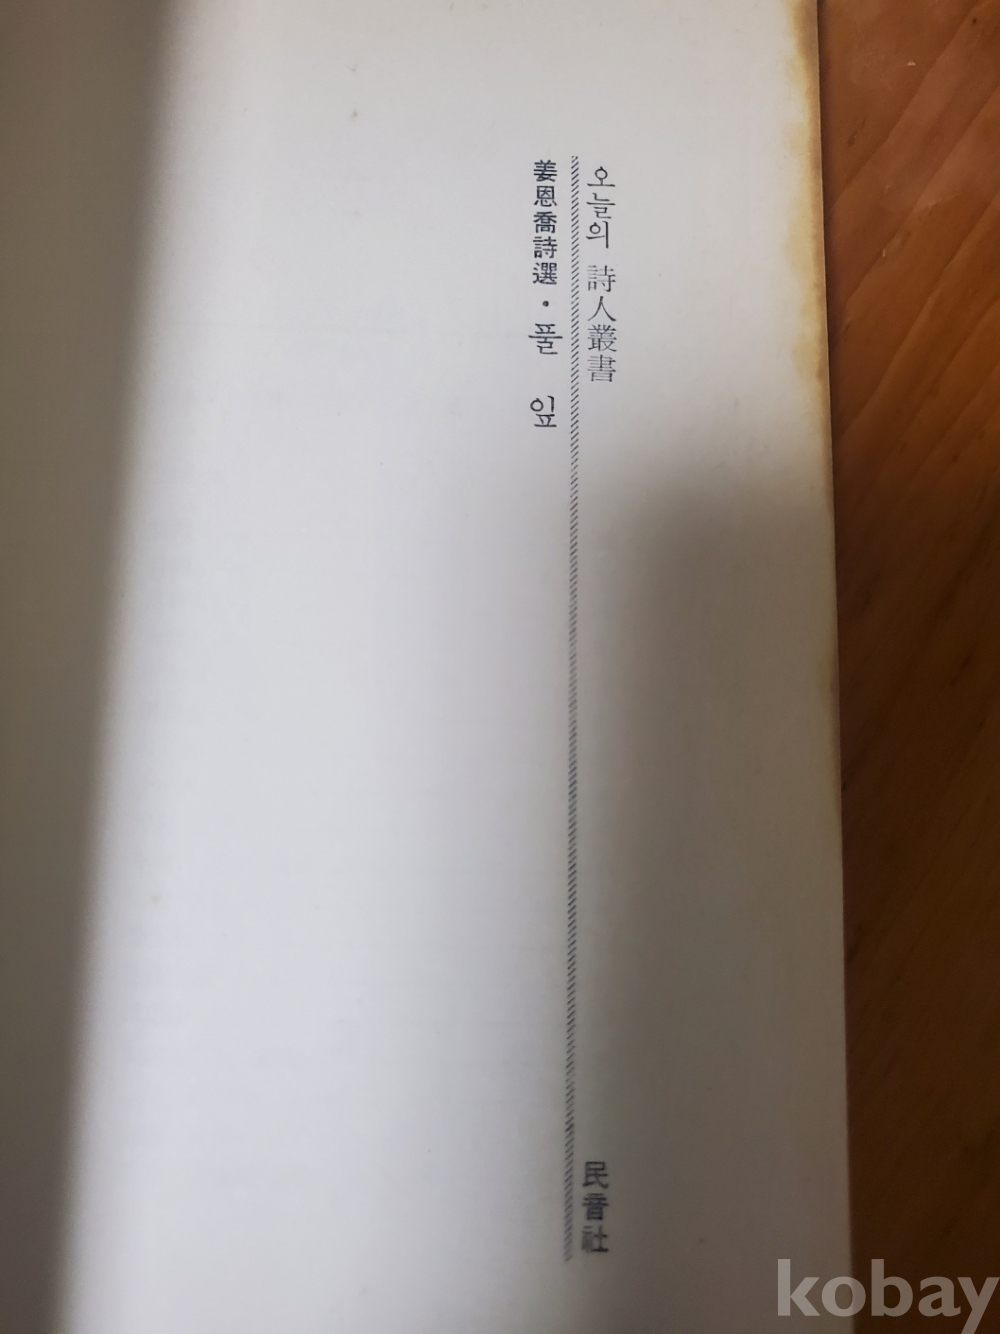 오늘의 詩人叢書
姜恩喬詩選・풀 잎
民音社
kobay